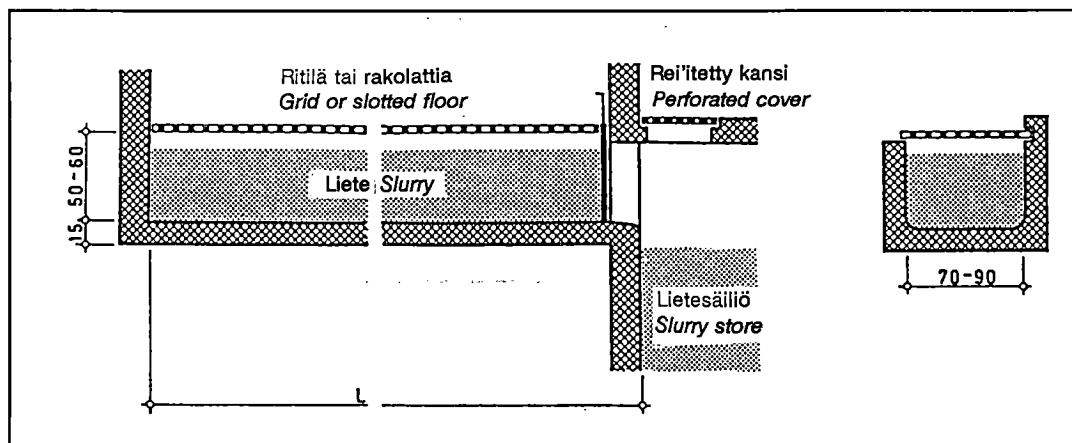 Ritilä tai rakolattia
Grid or slotted floor
Rei'itetty kansi
Perforated cover
50-60
Liete Slurry
15
70-90
Lietesäiliö
Slurry store
L